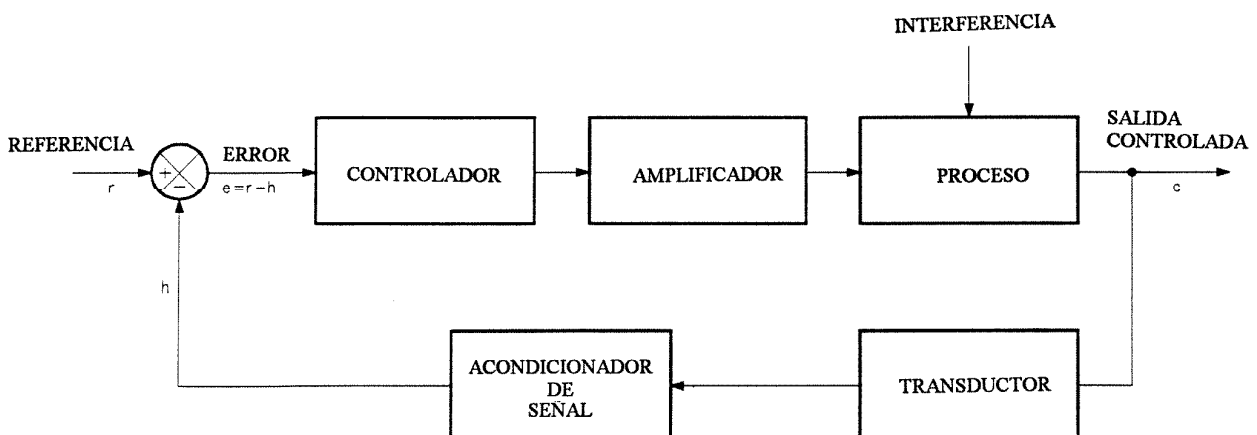 INTERFERENCIA
REFERENCIA
r
+
−
ERROR
e=r−h
CONTROLADOR
AMPLIFICADOR
PROCESO
SALIDA
CONTROLADA
c
h
ACONDICIONADOR
DE
SEÑAL
TRANSDUCTOR